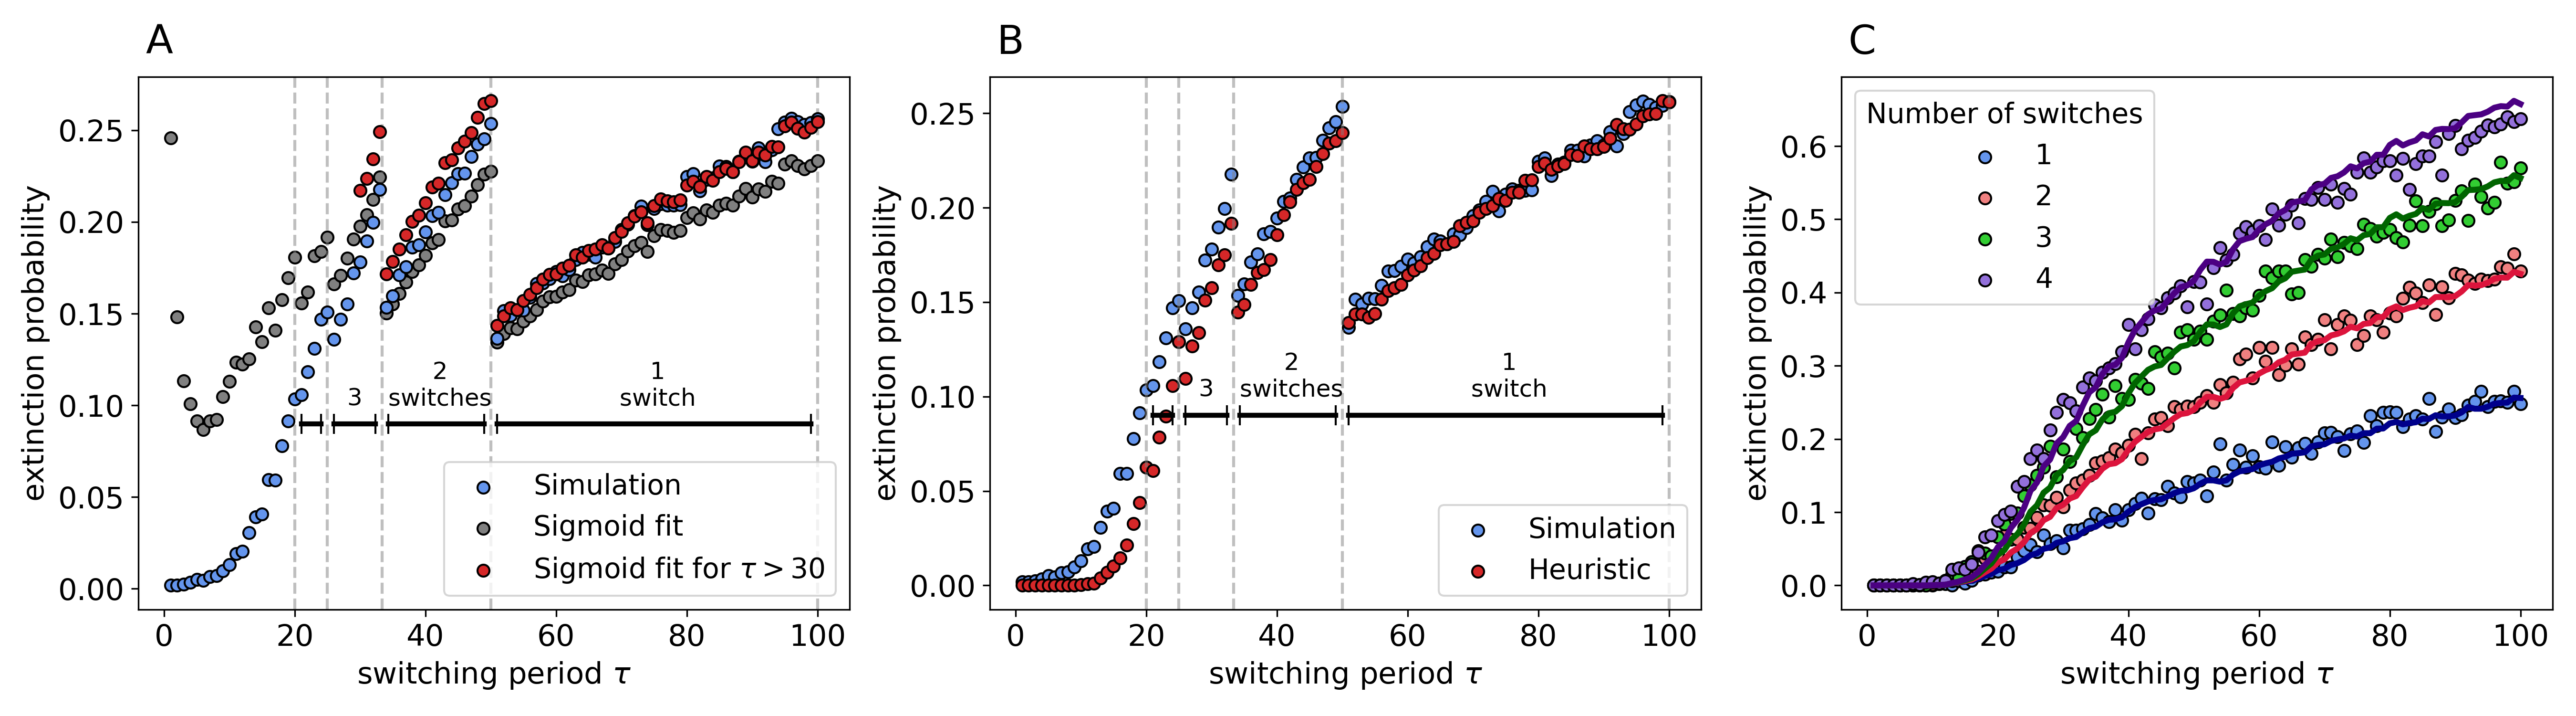 A
extinction probability
0.25
0.20
0.15
0.10
0.05
0.00
3
2
switches
1
switch
Simulation
Sigmoid fit
Sigmoid fit for τ > 30
0 20 40 60 80 100
switching period τ
B
extinction probability
0.25
0.20
0.15
0.10
0.05
0.00
3
2
switches
1
switch
Simulation
Heuristic
0 20 40 60 80 100
switching period τ
C
extinction probability
0.6
0.5
0.4
0.3
0.2
0.1
0.0
Number of switches
1
2
3
4
0 20 40 60 80 100
switching period τ